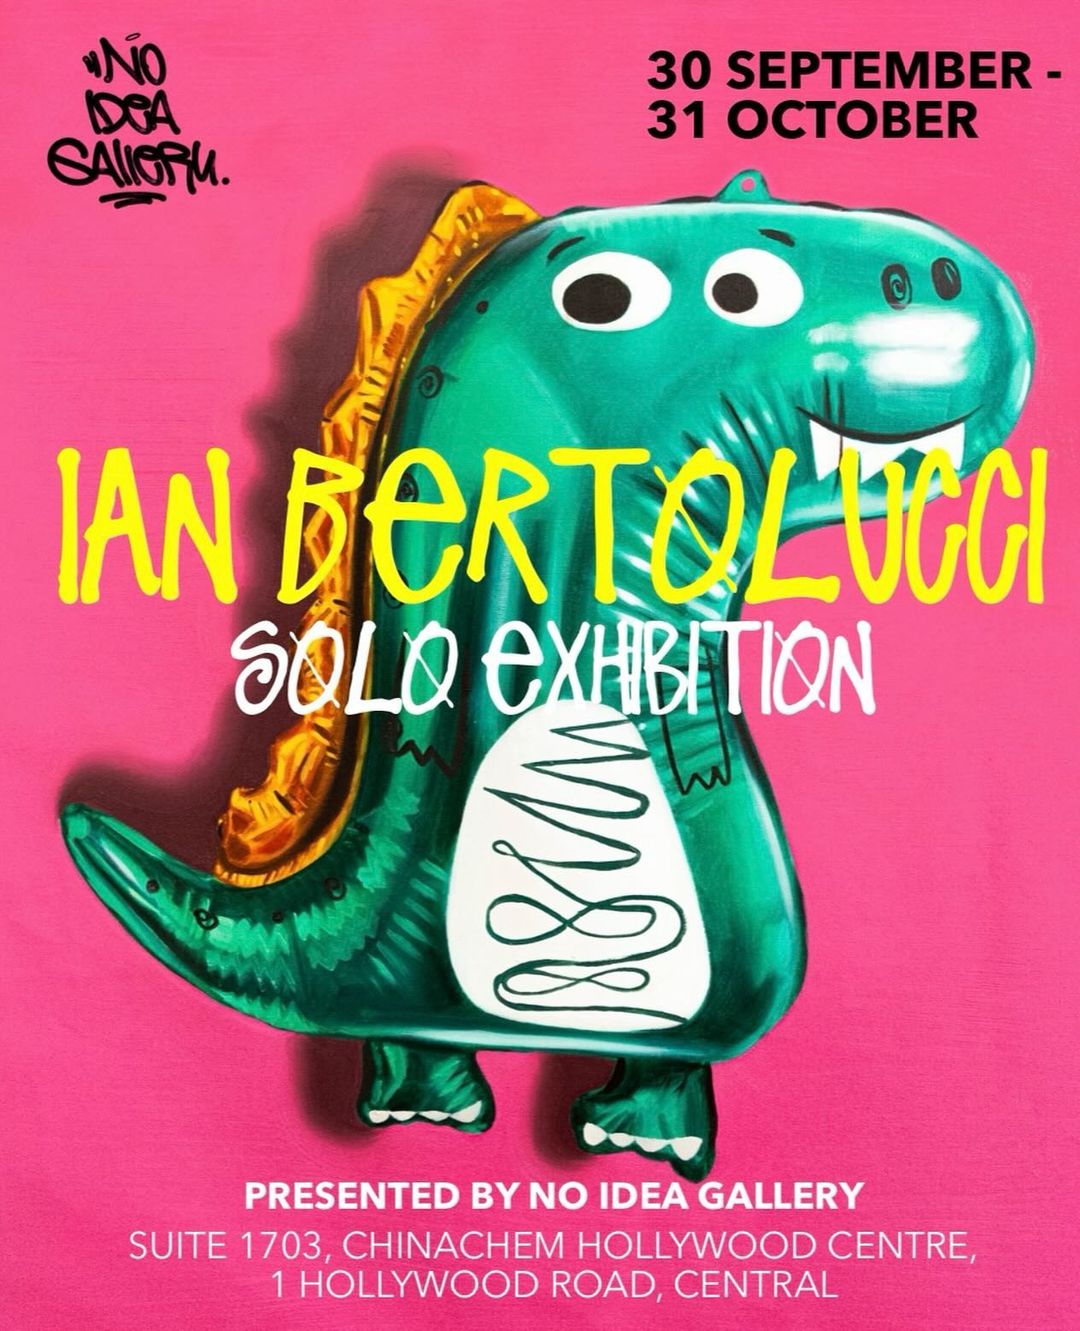 NO
IDEA
GALLERY.
30 SEPTEMBER -
31 OCTOBER
IAN BERTOLUCCI
SOLO EXHIBITION
PRESENTED BY NO IDEA GALLERY
SUITE 1703, CHINACHEM HOLLYWOOD CENTRE,
1 HOLLYWOOD ROAD, CENTRAL